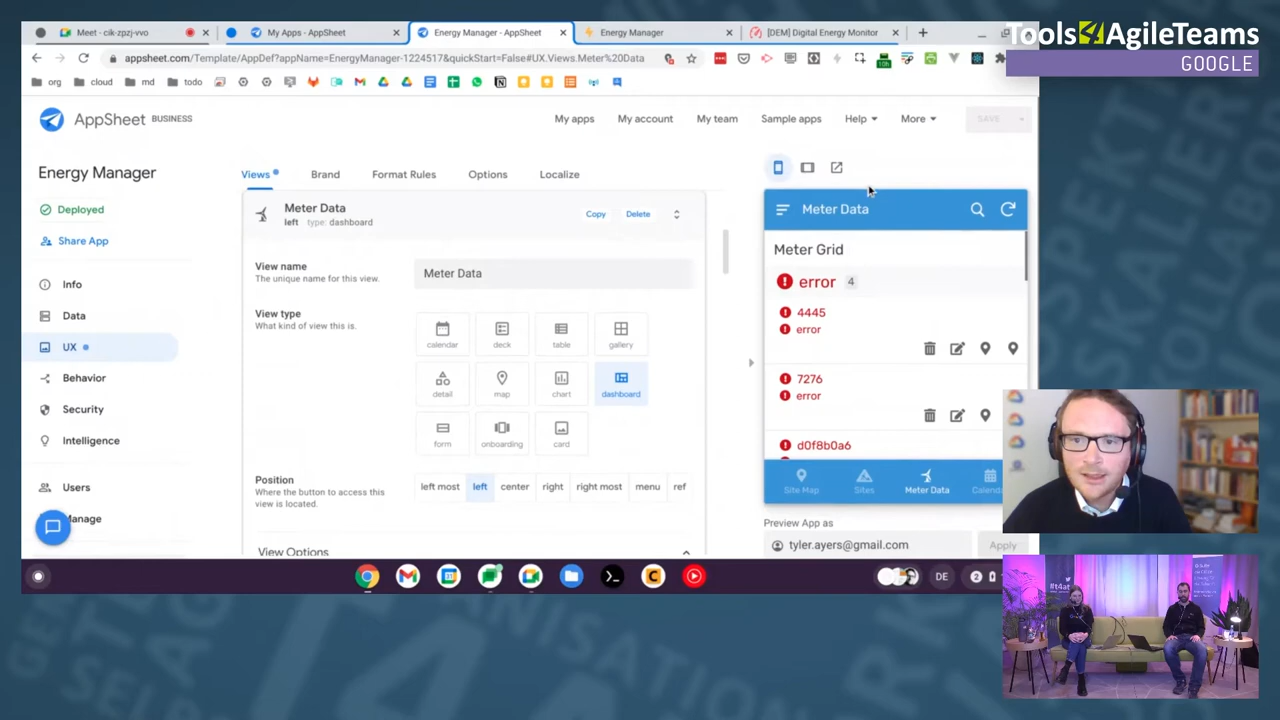 Meet - cik-zpzj-vvo
My Apps - AppSheet
Energy Manager - AppSheet
Energy Manager
[DEM] Digital Energy Monitor
Tools4AgileTeams
GOOGLE
appsheet.com/Template/AppDef?appName=EnergyManager-1224517&quickStart=False#UX.Views.Meter%20Data
org
cloud
md
todo
AppSheet BUSINESS
My apps
My account
My team
Sample apps
Help
More
SAVE
Energy Manager
Deployed
Share App
Info
Data
UX
Behavior
Security
Intelligence
Users
anage
Views
Brand
Format Rules
Options
Localize
Meter Data
left type: dashboard
Copy
Delete
View name
The unique name for this view.
Meter Data
View type
What kind of view this is.
calendar
deck
table
gallery
detail
map
chart
dashboard
form
onboarding
card
Position
Where the button to access this
view is located.
left most
left
center
right
right most
menu
ref
View Options
Meter Data
Meter Grid
error 4
4445
error
7276
error
d0f8b0a6
Site Map
Sites
Meter Data
Calend
Preview App as
tyler.ayers@gmail.com
Apply
DE
2
#t4at